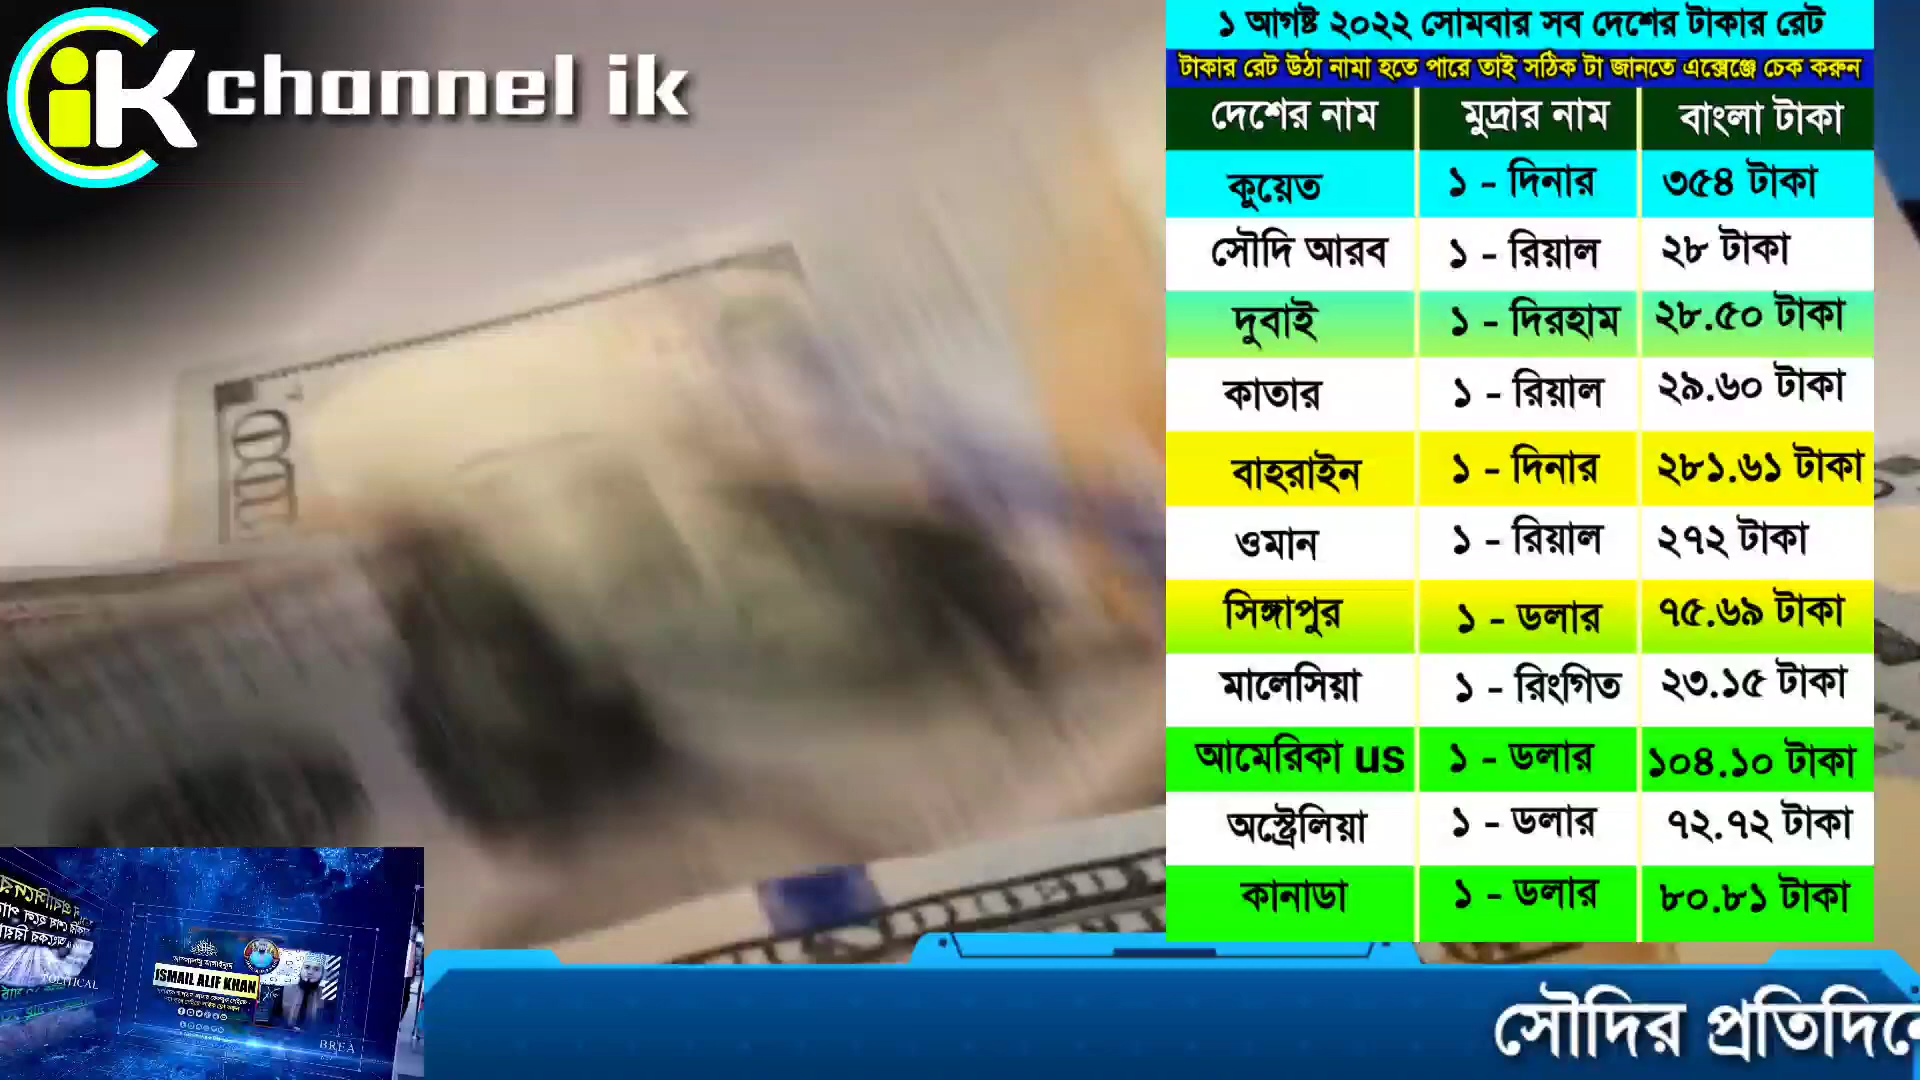 iK channel ik
১ আগষ্ট ২০২২ সোমবার সব দেশের টাকার রেট
টাকার রেট উঠা নামা হতে পারে তাই সঠিক টা জানতে এক্সেঞ্জে চেক করুন
দেশের নাম মুদ্রার নাম বাংলা টাকা
কুয়েত ১ - দিনার ৩৫৪ টাকা
সৌদি আরব ১ - রিয়াল ২৮ টাকা
দুবাই ১ - দিরহাম ২৮.৫০ টাকা
কাতার ১ - রিয়াল ২৯.৬০ টাকা
বাহরাইন ১ - দিনার ২৮১.৬১ টাকা
ওমান ১ - রিয়াল ২৭২ টাকা
সিঙ্গাপুর ১ - ডলার ৭৫.৬৯ টাকা
মালেসিয়া ১ - রিংগিত ২৩.১৫ টাকা
আমেরিকা us ১ - ডলার ১০৪.১০ টাকা
অস্ট্রেলিয়া ১ - ডলার ৭২.৭২ টাকা
কানাডা ১ - ডলার ৮০.৮১ টাকা
POLITICAL
ISMAIL ALIF KHAN
সৌদির প্রতিদিনে